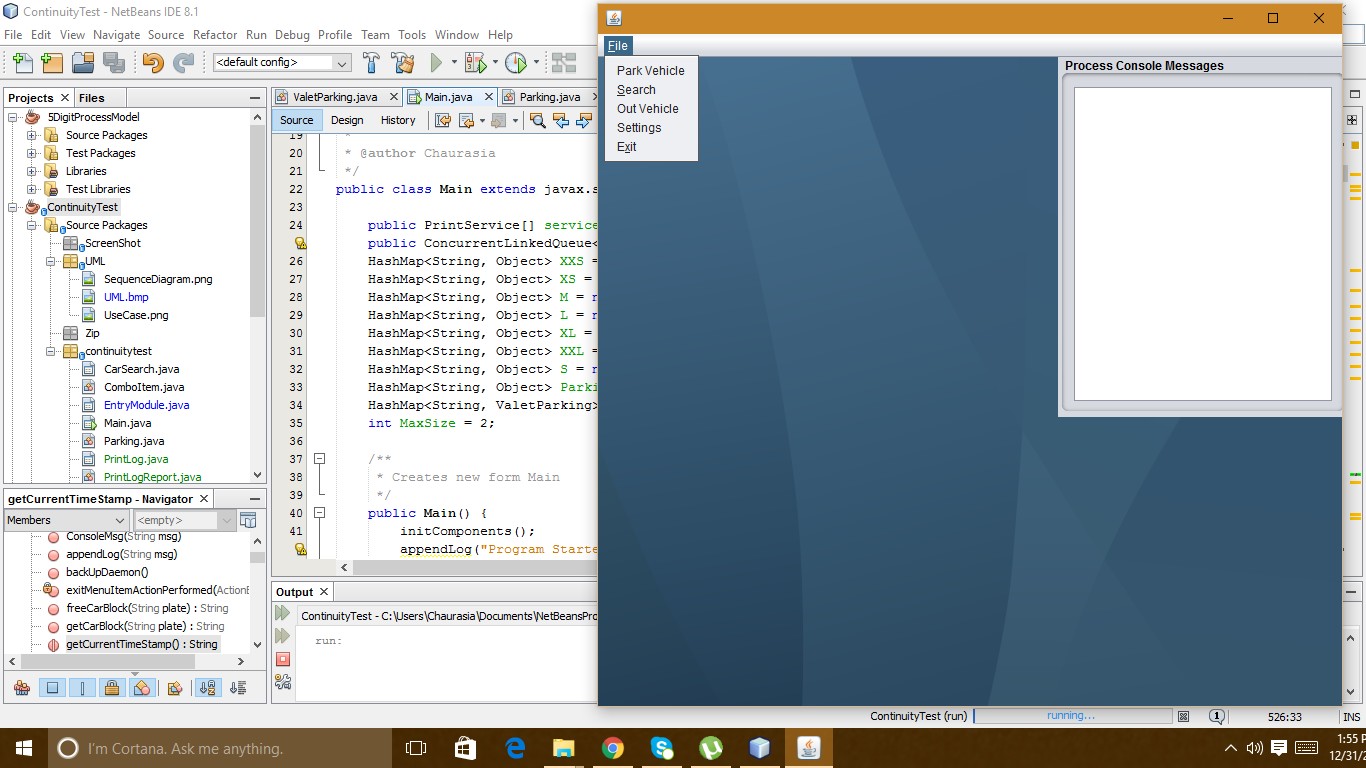 ContinuityTest - NetBeans IDE 8.1
File Edit View Navigate Source Refactor Run Debug Profile Team Tools Window Help
<default config>
Projects Files
5DigitProcessModel
Source Packages
Test Packages
Libraries
Test Libraries
ContinuityTest
Source Packages
ScreenShot
UML
SequenceDiagram.png
UML.bmp
UseCase.png
Zip
continuitytest
CarSearch.java
ComboItem.java
EntryModule.java
Main.java
Parking.java
PrintLog.java
PrintLogReport.java
getCurrentTimeStamp - Navigator
Members <empty>
ConsoleMsg(String msg)
appendLog(String msg)
backUpDaemon()
exitMenuItemActionPerformed(ActionE
freeCarBlock(String plate) : String
getCarBlock(String plate) : String
getCurrentTimeStamp() : String
ValetParking.java Main.java Parking.java
Source Design History
19 *
20 * @author Chaurasia
21 */
22 public class Main extends javax.s
23
24 public PrintService[] service
public ConcurrentLinkedQueue<
26 HashMap<String, Object> XXS =
27 HashMap<String, Object> XS =
28 HashMap<String, Object> M = n
29 HashMap<String, Object> L = n
30 HashMap<String, Object> XL =
31 HashMap<String, Object> XXL =
32 HashMap<String, Object> S = n
33 HashMap<String, Object> Parki
34 HashMap<String, ValetParking>
35 int MaxSize = 2;
36
37 /**
38 * Creates new form Main
39 */
40 public Main() {
41 initComponents();
appendLog("Program Starte
Output
ContinuityTest - C:\Users\Chaurasia\Documents\NetBeansPro
run:
File
Park Vehicle
Search
Out Vehicle
Settings
Exit
Process Console Messages
ContinuityTest (run) running... 1 526:33 INS
I'm Cortana. Ask me anything.
1:55 P
12/31/2